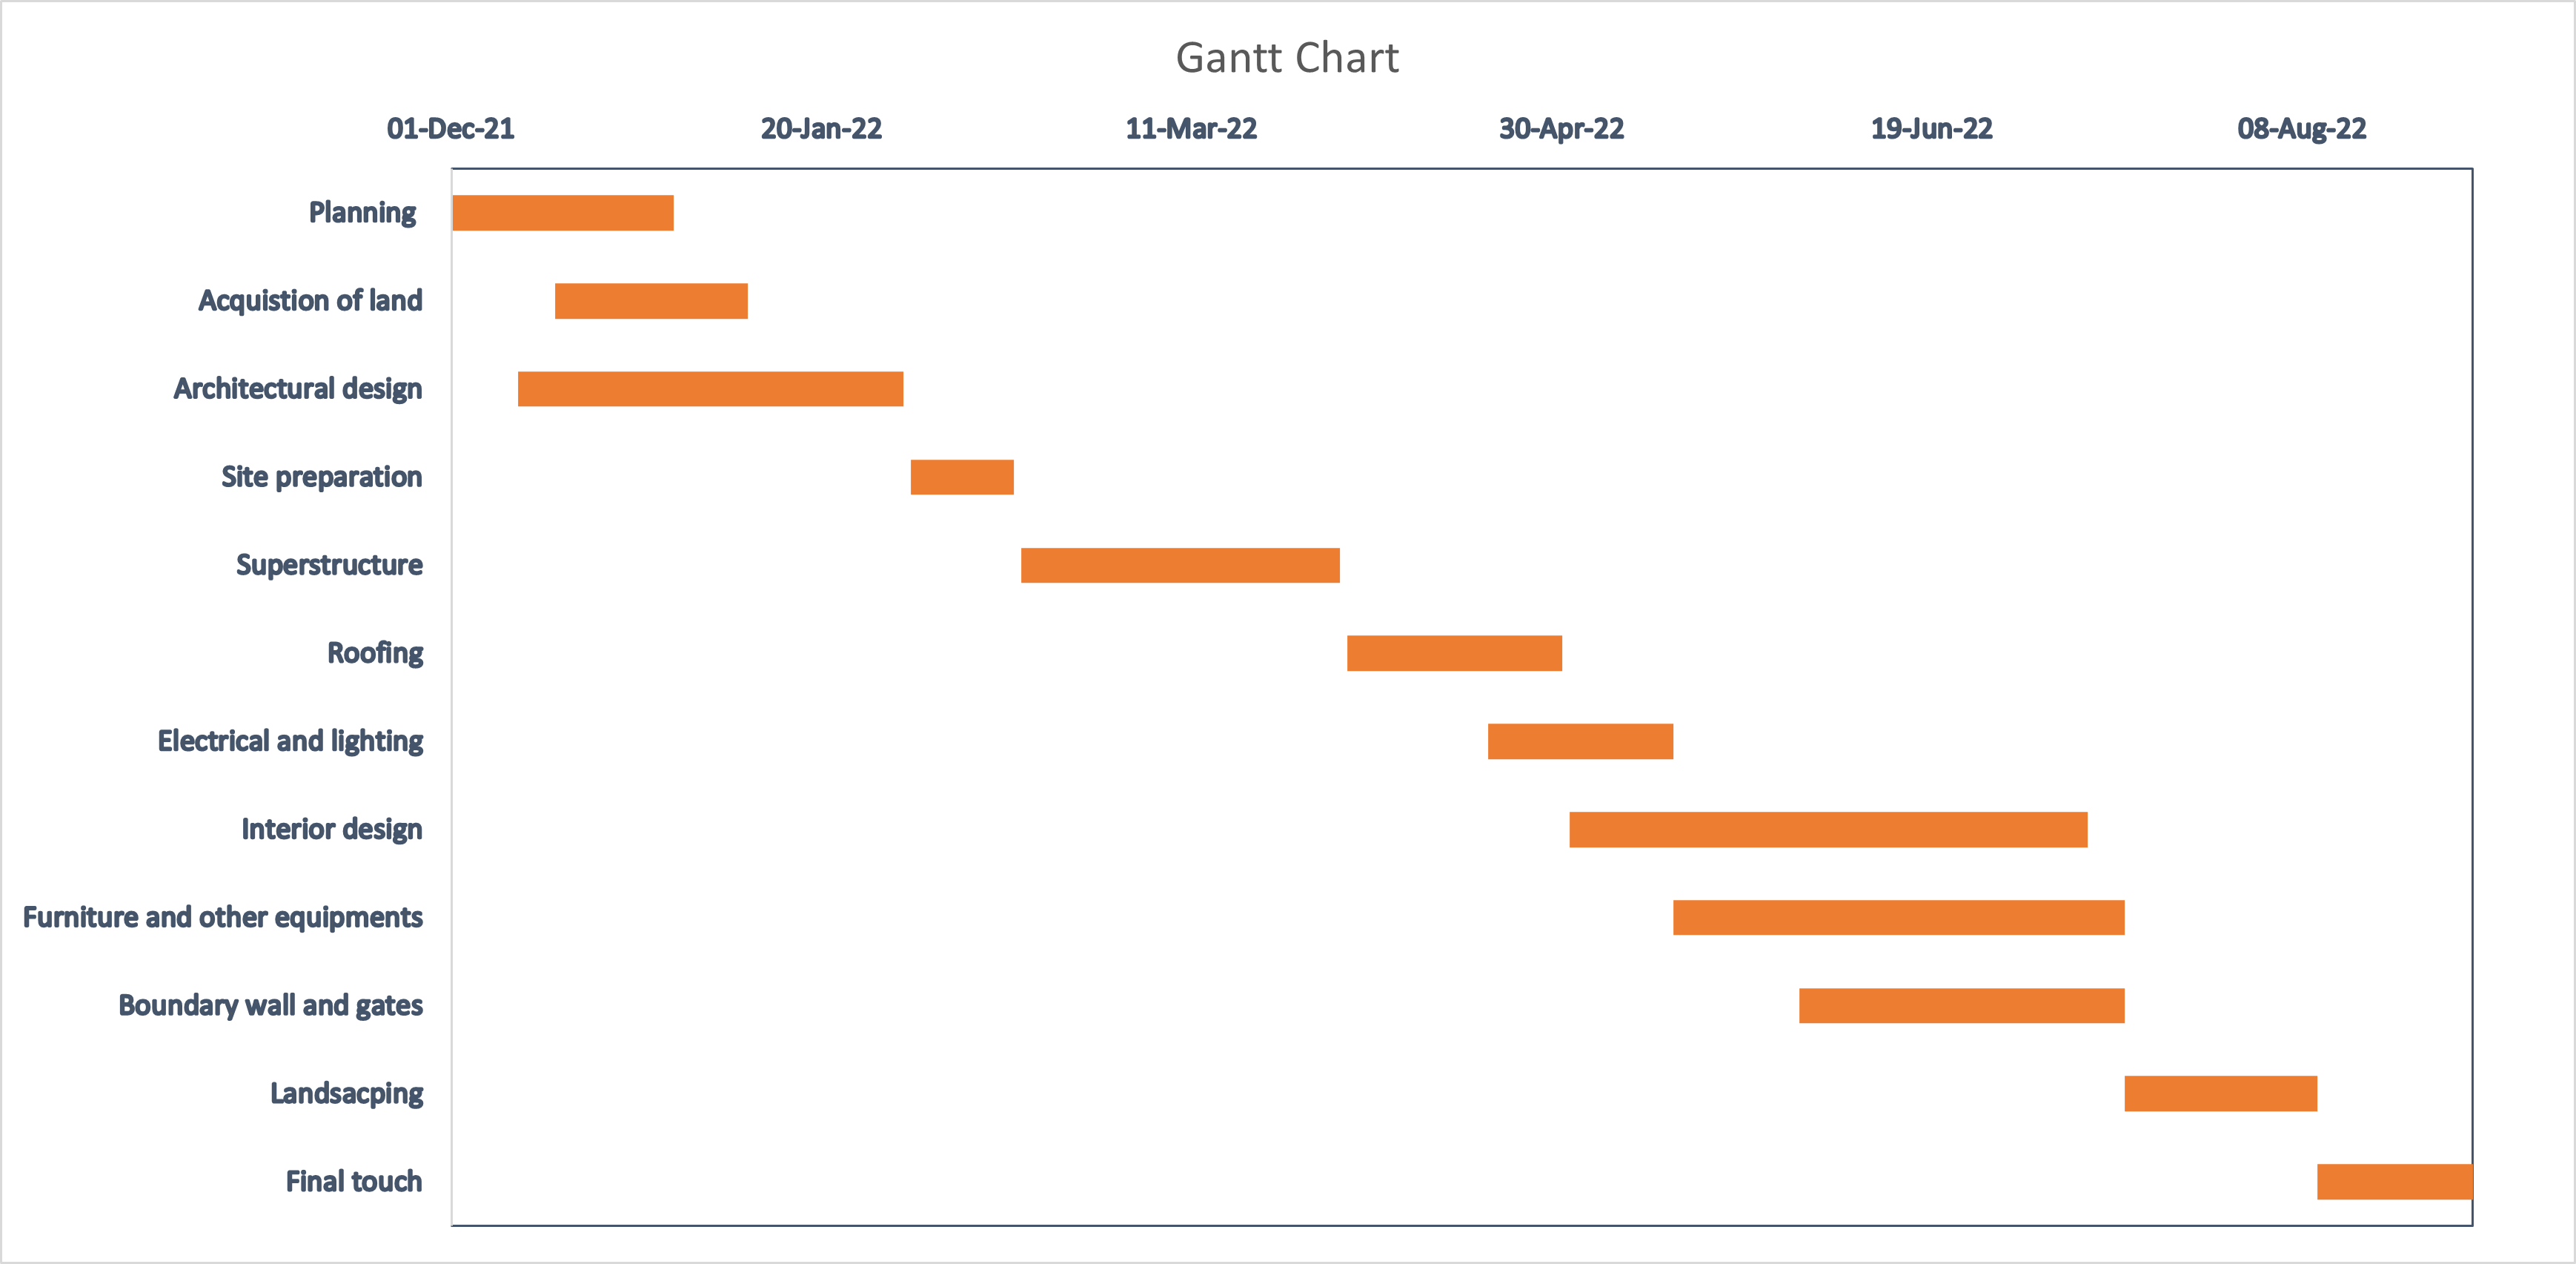 Gantt Chart
01-Dec-21 20-Jan-22 11-Mar-22 30-Apr-22 19-Jun-22 08-Aug-22
Planning
Acquistion of land
Architectural design
Site preparation
Superstructure
Roofing
Electrical and lighting
Interior design
Furniture and other equipments
Boundary wall and gates
Landsacping
Final touch